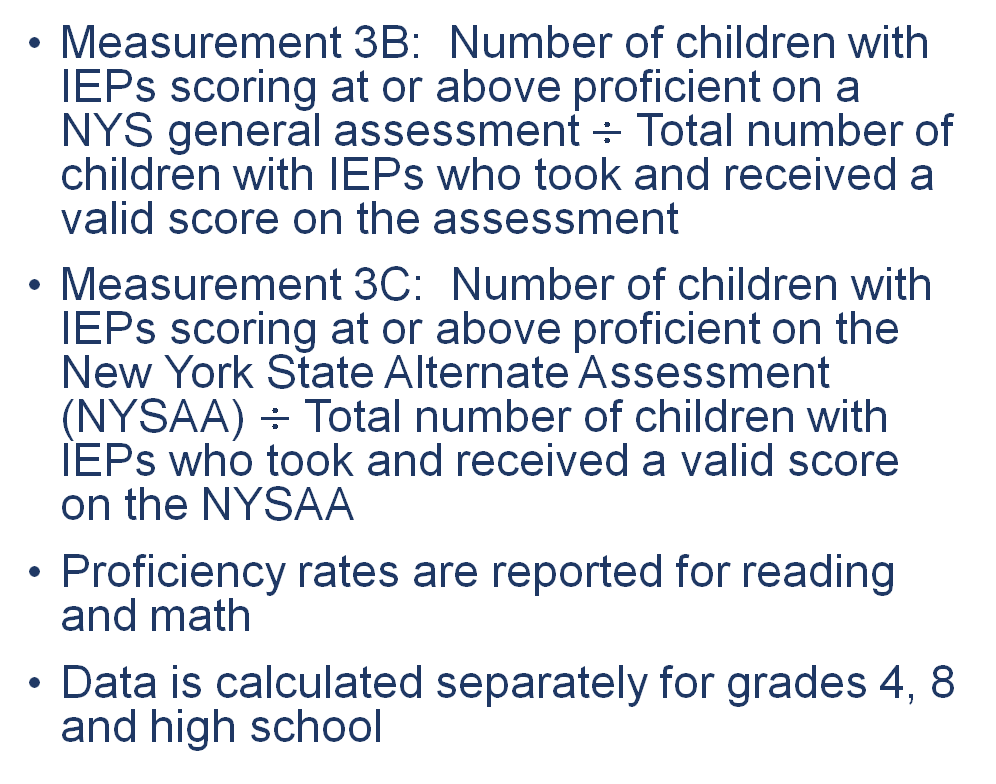 • Measurement 3B:  Number of children with
IEPs scoring at or above proficient on a
NYS general assessment ÷ Total number of
children with IEPs who took and received a
valid score on the assessment
• Measurement 3C:  Number of children with
IEPs scoring at or above proficient on the
New York State Alternate Assessment
(NYSAA) ÷ Total number of children with
IEPs who took and received a valid score
on the NYSAA
• Proficiency rates are reported for reading
and math
• Data is calculated separately for grades 4, 8
and high school